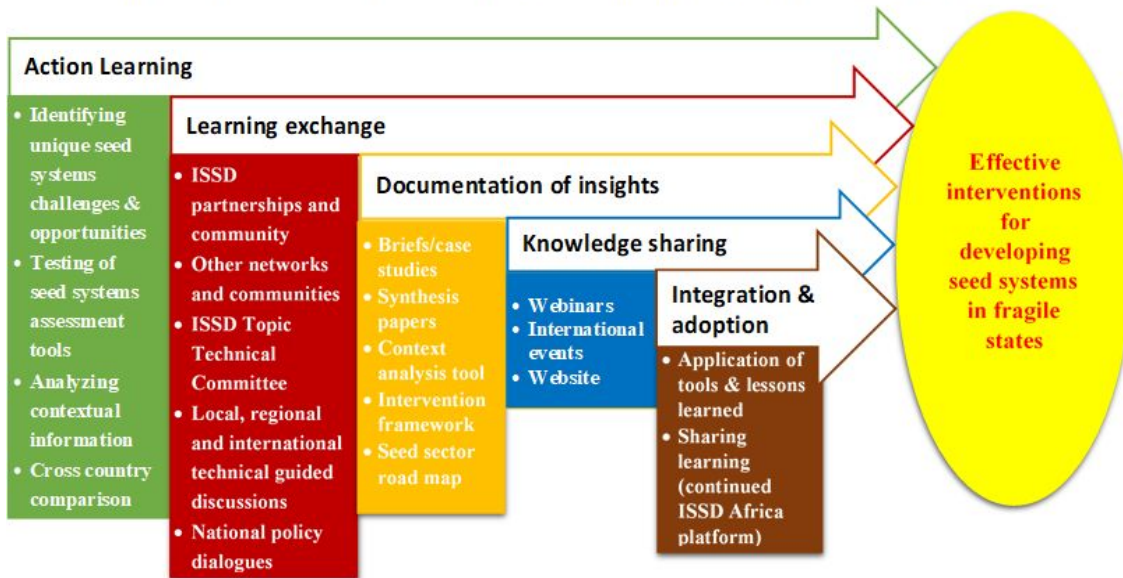 Action Learning
• Identifying
unique seed
systems
challenges &
opportunities
• Testing of
seed systems
assessment
tools
• Analyzing
contextual
information
• Cross country
comparison
Learning exchange
• ISSD
partnerships and
community
• Other networks
and communities
• ISSD Topic
Technical
Committee
• Local, regional
and international
technical guided
discussions
• National policy
dialogues
Documentation of insights
• Briefs/case
studies
• Synthesis
papers
• Context
analysis tool
• Intervention
framework
• Seed sector
road map
Knowledge sharing
• Webinars
• International
events
• Website
Integration &
adoption
• Application of
tools & lessons
learned
• Sharing
learning
(continued
ISSD Africa
platform)
Effective
interventions
for
developing
seed systems
in fragile
states